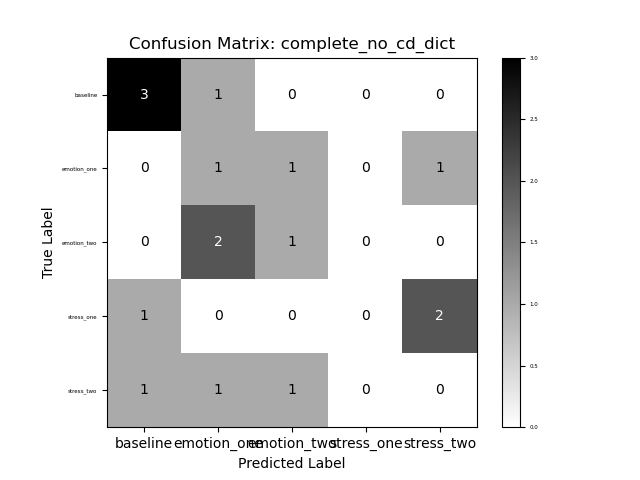 Confusion Matrix: complete_no_cd_dict
True Label
baseline 3 1 0 0 0
emotion_one 0 1 1 0 1
emotion_two 0 2 1 0 0
stress_one 1 0 0 0 2
stress_two 1 1 1 0 0
baseline emotion_one emotion_two stress_one stress_two
Predicted Label
3.0
2.5
2.0
1.5
1.0
0.5
0.0